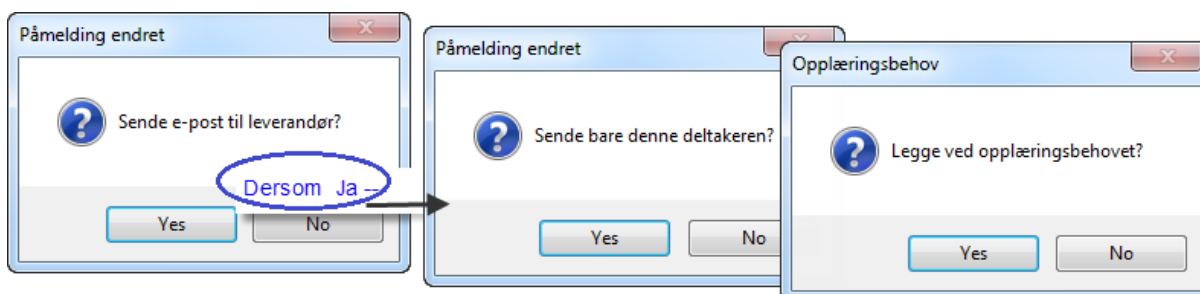 Påmelding endret
Sende e-post til leverandør?
Dersom Ja --
Yes
No
Påmelding endret
Sende bare denne deltakeren?
Yes
No
Opplæringsbehov
Legge ved opplæringsbehovet?
Yes
No